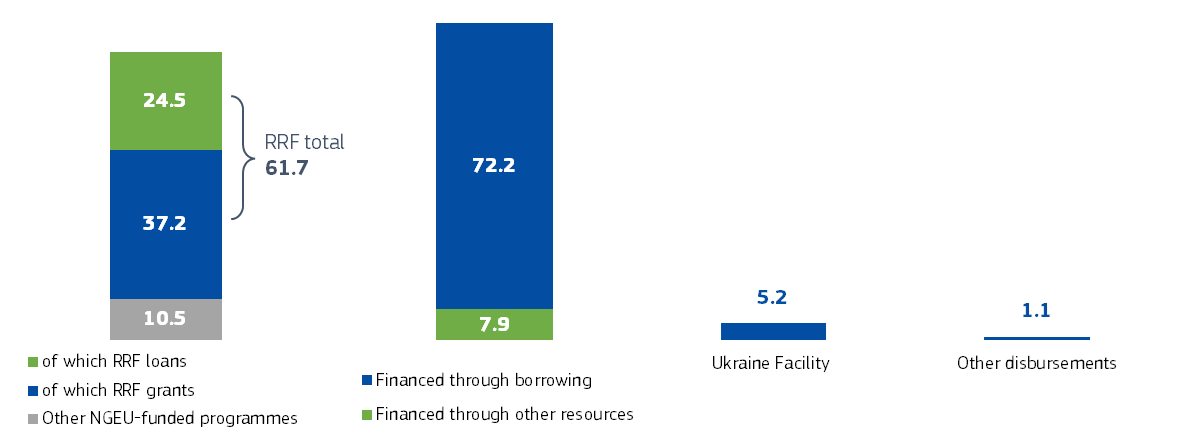 24.5
37.2
10.5
RRF total
61.7
of which RRF loans
of which RRF grants
Other NGEU-funded programmes
72.2
7.9
Financed through borrowing
Financed through other resources
5.2
Ukraine Facility
1.1
Other disbursements